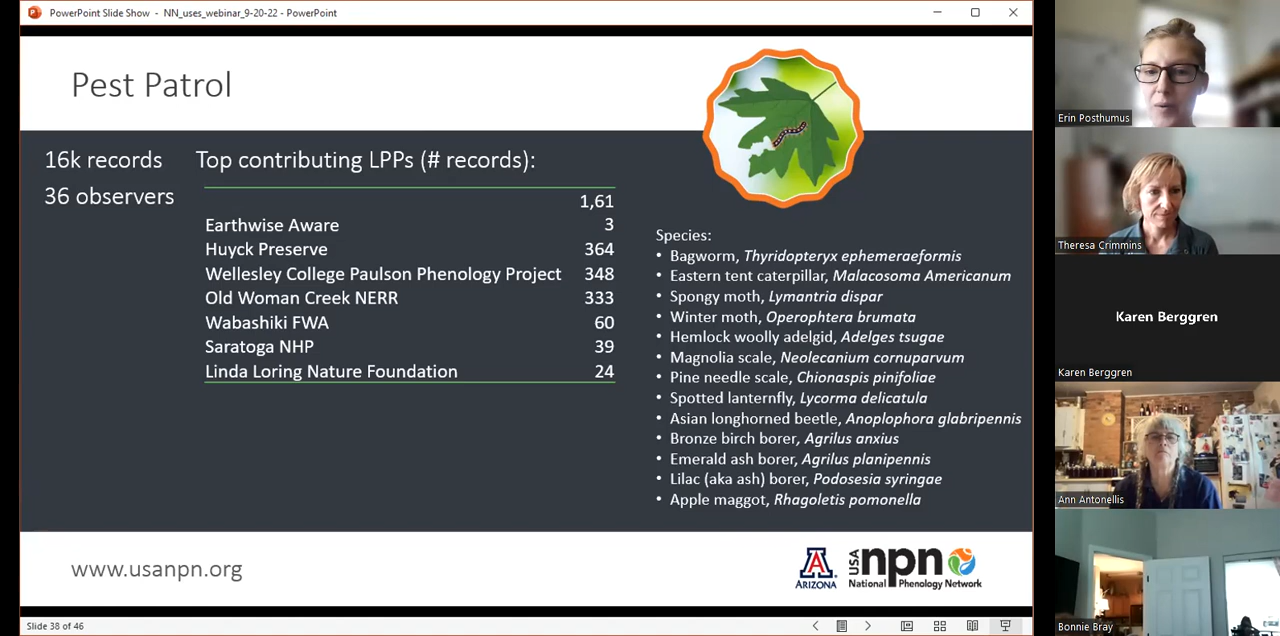 PowerPoint Slide Show - NN_uses_webinar_9-20-22 - PowerPoint
Pest Patrol
16k records
36 observers
Top contributing LPPs (# records):
1,61
Earthwise Aware 3
Huyck Preserve 364
Wellesley College Paulson Phenology Project 348
Old Woman Creek NERR 333
Wabashiki FWA 60
Saratoga NHP 39
Linda Loring Nature Foundation 24
Species:
• Bagworm, Thyridopteryx ephemeraeformis
• Eastern tent caterpillar, Malacosoma Americanum
• Spongy moth, Lymantria dispar
• Winter moth, Operophtera brumata
• Hemlock woolly adelgid, Adelges tsugae
• Magnolia scale, Neolecanium cornuparvum
• Pine needle scale, Chionaspis pinifoliae
• Spotted lanternfly, Lycorma delicatula
• Asian longhorned beetle, Anoplophora glabripennis
• Bronze birch borer, Agrilus anxius
• Emerald ash borer, Agrilus planipennis
• Lilac (aka ash) borer, Podosesia syringae
• Apple maggot, Rhagoletis pomonella
www.usanpn.org
A
ARIZONA
USA npn
National Phenology Network
Slide 38 of 46
Erin Posthumus
Theresa Crimmins
Karen Berggren
Karen Berggren
Ann Antonellis
Bonnie Bray